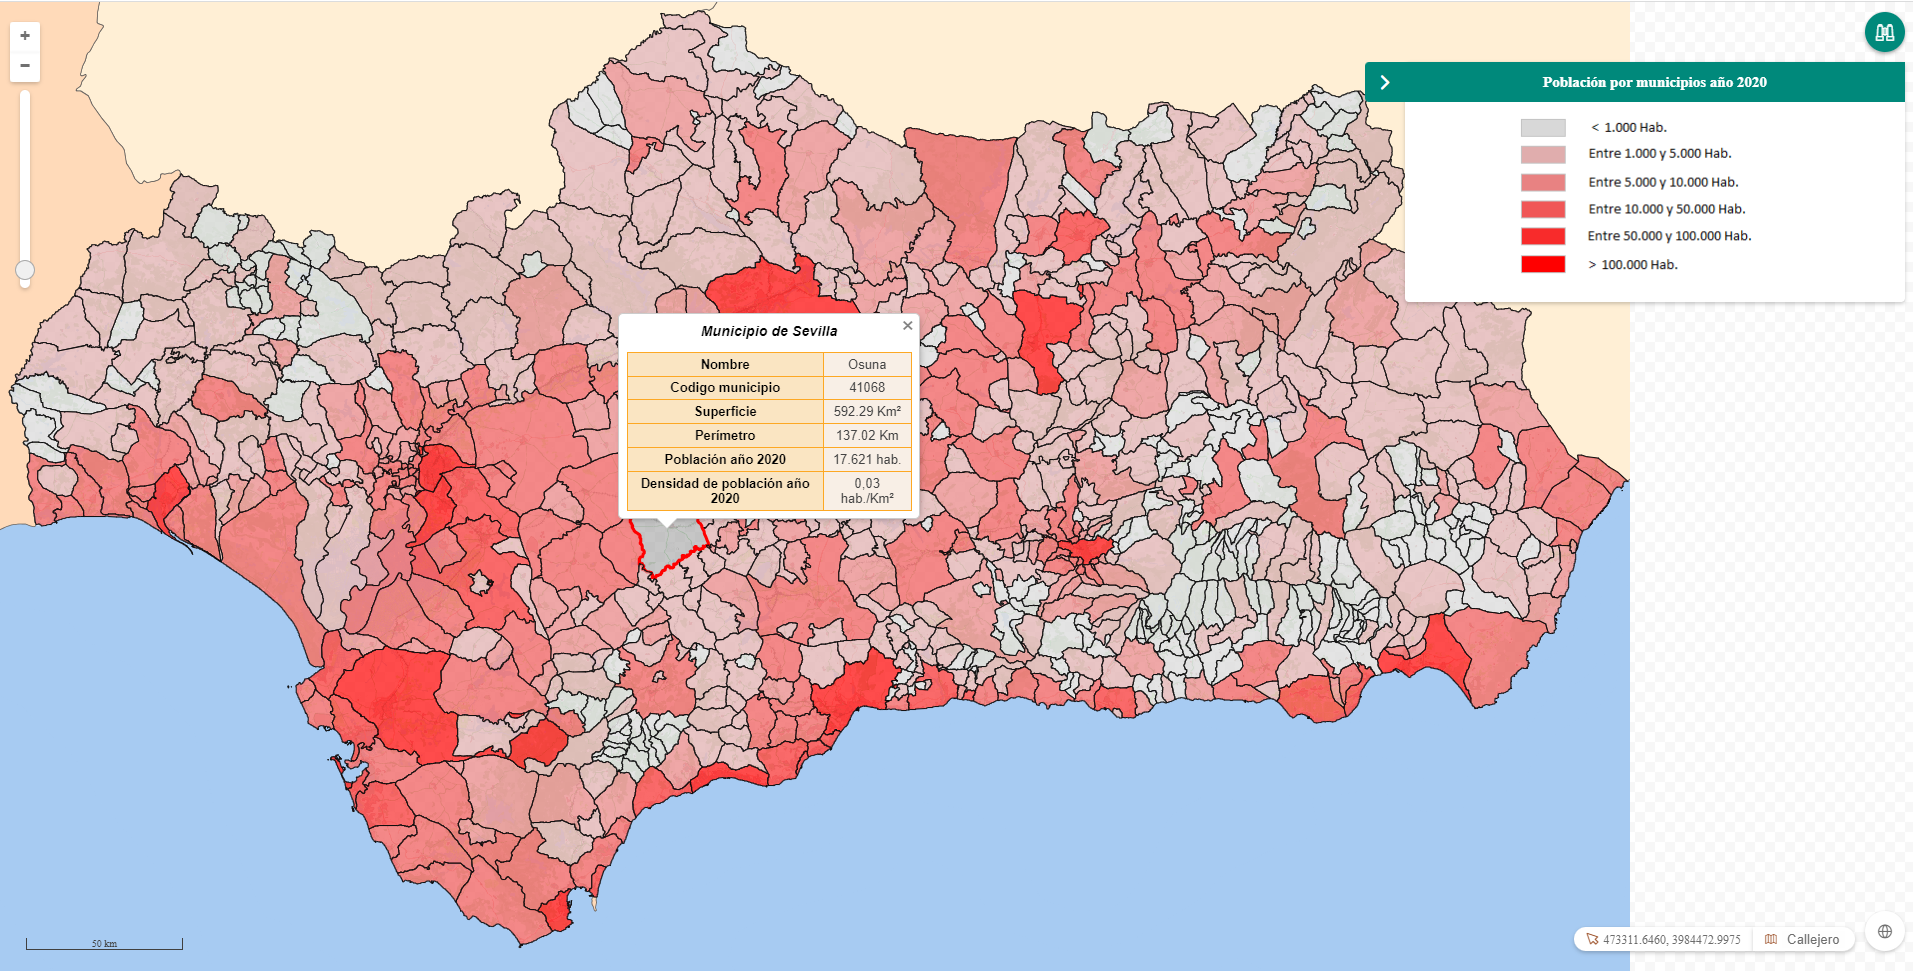 +
−
Población por municipios año 2020
< 1.000 Hab.
Entre 1.000 y 5.000 Hab.
Entre 5.000 y 10.000 Hab.
Entre 10.000 y 50.000 Hab.
Entre 50.000 y 100.000 Hab.
> 100.000 Hab.
Municipio de Sevilla ×
Nombre Osuna
Codigo municipio 41068
Superficie 592.29 Km²
Perímetro 137.02 Km
Población año 2020 17.621 hab.
Densidad de población año 0,03
2020 hab./Km²
50 km
473311.6460, 3984472.9975 Callejero